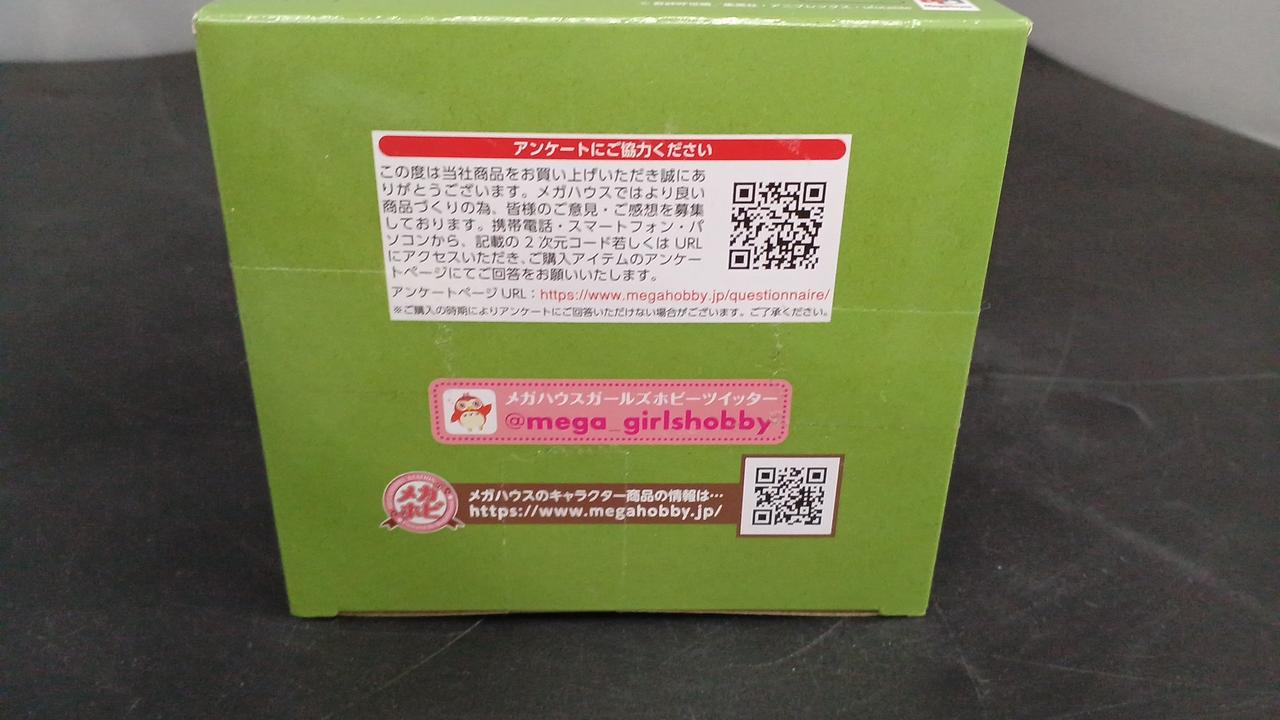 アンケートにご協力ください
この度は当社商品をお買い上げいただき誠にあ
りがとうございます。メガハウスではより良い
商品づくりの為、皆様のご意見・ご感想を募集
しております。携帯電話・スマートフォン・パ
ソコンから、記載の2次元コード若しくは URL
にアクセスいただき、ご購入アイテムのアンケー
トページにてご回答をお願いいたします。
アンケートページ URL：https://www.megahobby.jp/questionnaire/
※ご購入の時期によりアンケートにご回答いただけない場合がございます。ご了承ください。
メガハウスガールズホビーツイッター
@mega_girlshobby
メガホビ
メガハウスのキャラクター商品の情報は…
https://www.megahobby.jp/